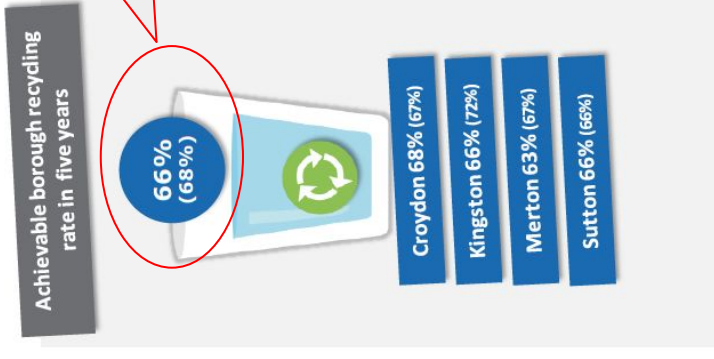 Achievable borough recycling
rate in five years
66%
(68%)
Croydon 68% (67%)
Kingston 66% (72%)
Merton 63% (67%)
Sutton 66% (66%)